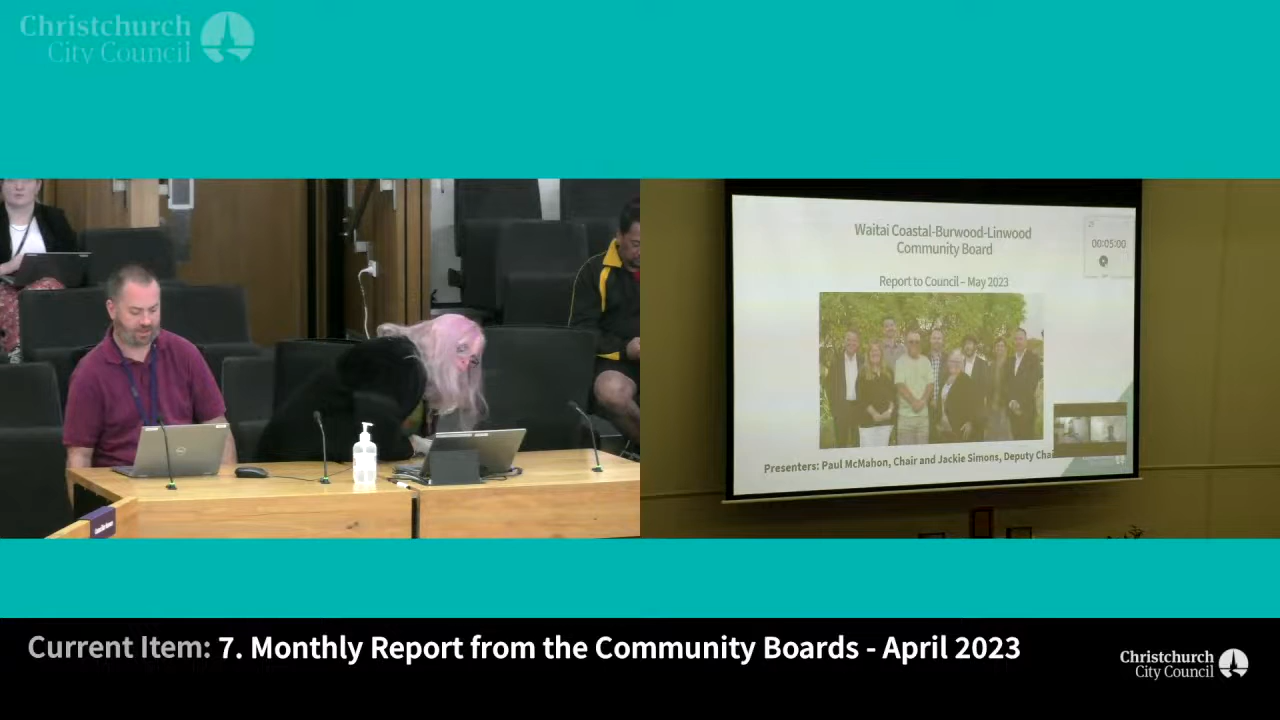 Christchurch
City Council
Waitai Coastal-Burwood-Linwood
Community Board
Report to Council – May 2023
00:05:00
Presenters: Paul McMahon, Chair and Jackie Simons, Deputy Chai
DELL
Current Item: 7. Monthly Report from the Community Boards - April 2023
Christchurch
City Council